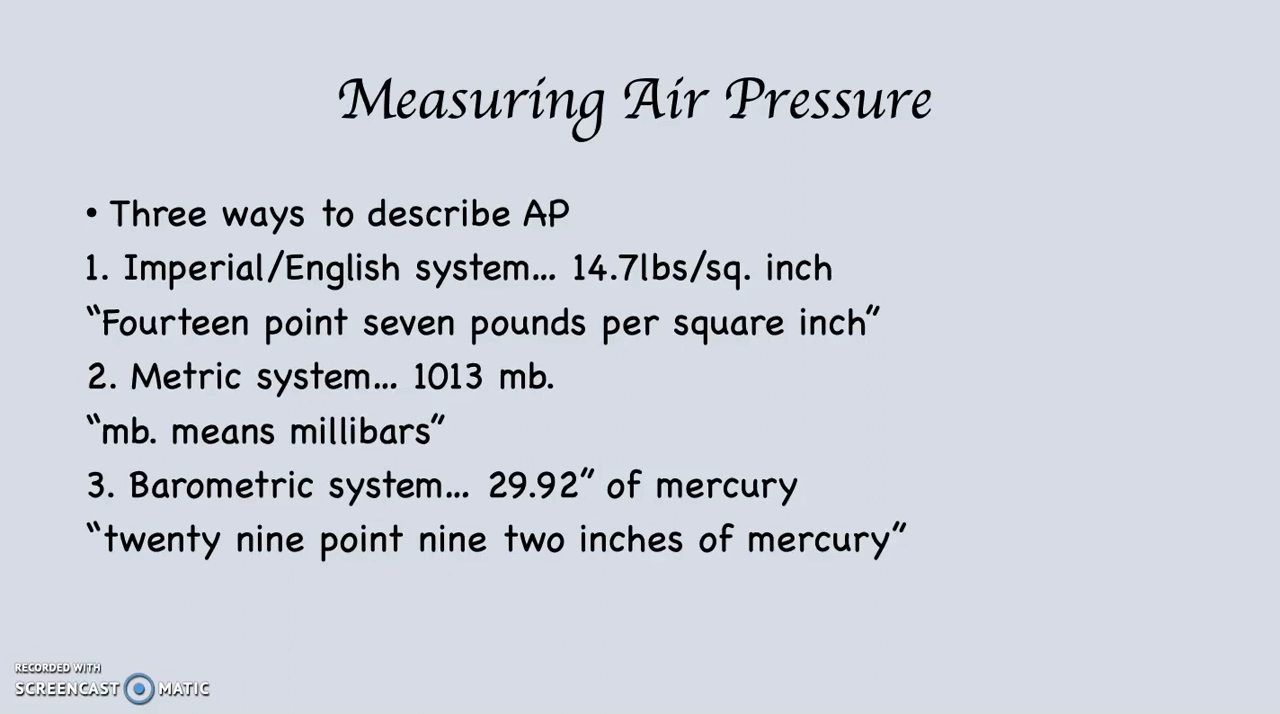 Measuring Air Pressure
• Three ways to describe AP
1. Imperial/English system... 14.7lbs/sq. inch
“Fourteen point seven pounds per square inch”
2. Metric system... 1013 mb.
“mb. means millibars”
3. Barometric system... 29.92” of mercury
“twenty nine point nine two inches of mercury”
RECORDED WITH
SCREENCAST MATIC